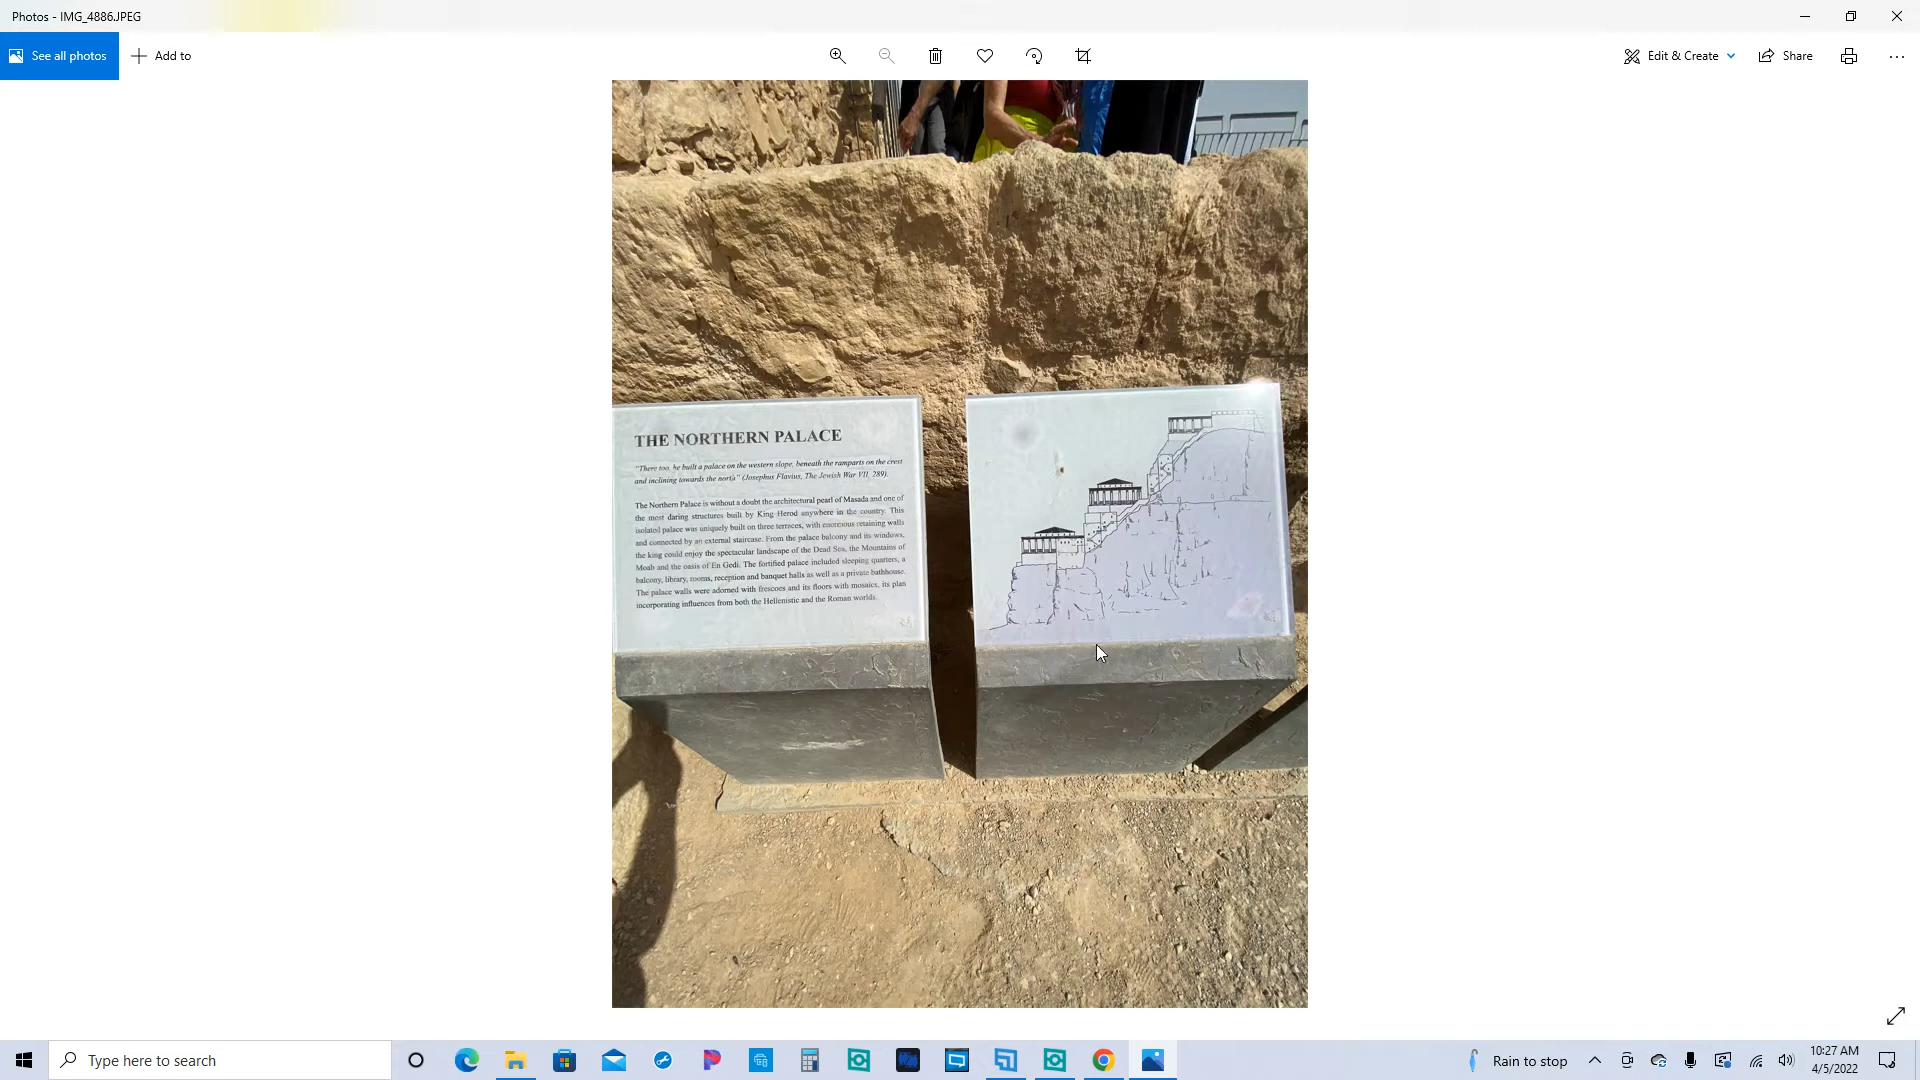 Photos - IMG_4886.JPEG
See all photos
Add to
Edit & Create
Share
THE NORTHERN PALACE
"There too, he built a palace on the western slope, beneath the ramparts on the crest
and inclining towards the north" (Josephus Flavius, The Jewish War VII, 289).
The Northern Palace is without a doubt the architectural pearl of Masada and one of
the most daring structures built by King Herod anywhere in the country. This
isolated palace was uniquely built on three terraces, with enormous retaining walls
and connected by an external staircase. From the palace balcony and its windows,
the king could enjoy the spectacular landscape of the Dead Sea, the Mountains of
Moab and the oasis of En Gedi. The fortified palace included sleeping quarters, a
balcony, library, rooms, reception and banquet halls as well as a private bathhouse.
The palace walls were adorned with frescoes and its floors with mosaics, its plan
incorporating influences from both the Hellenistic and the Roman worlds.
Type here to search
Rain to stop
10:27 AM
4/5/2022